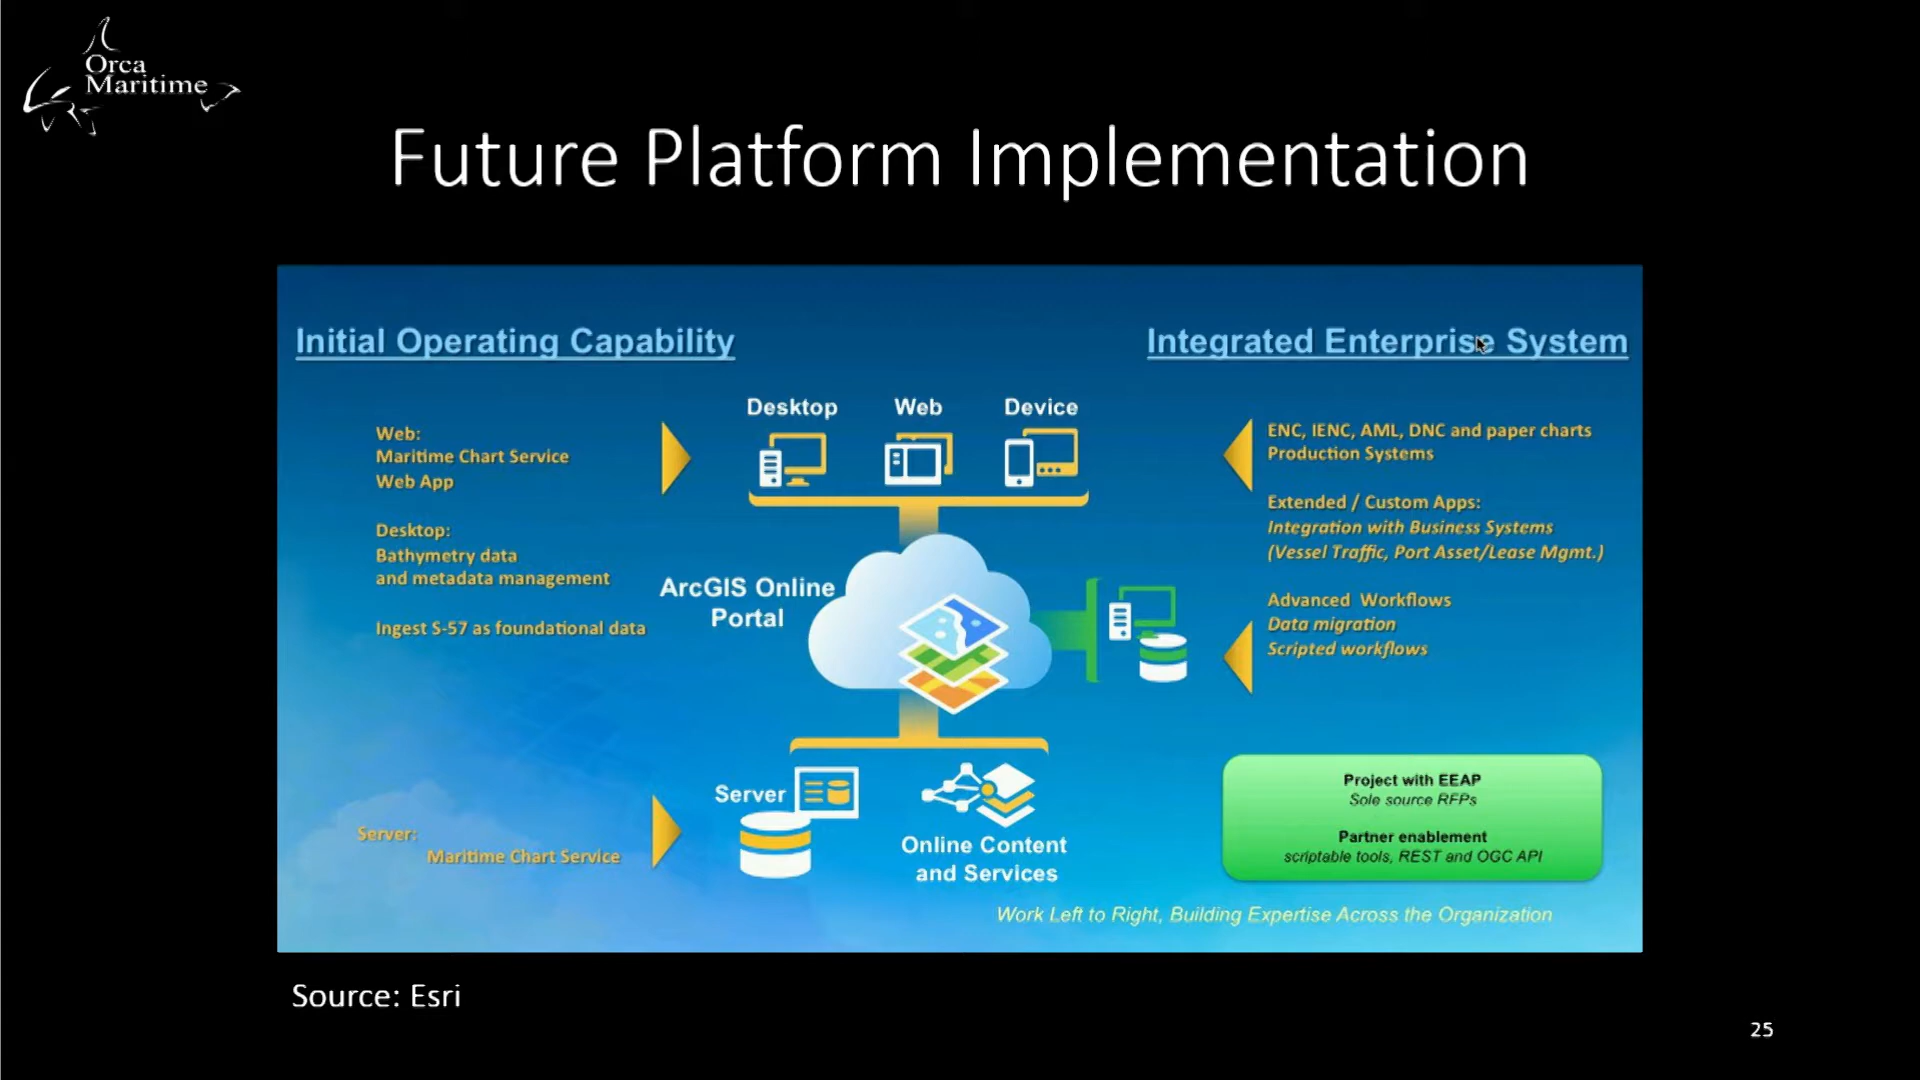 Orca
Maritime
Future Platform Implementation
Initial Operating Capability
Integrated Enterprise System
Web:
Maritime Chart Service
Web App
Desktop:
Bathymetry data
and metadata management
Ingest S-57 as foundational data
Server:
Maritime Chart Service
Desktop
Web
Device
ArcGIS Online
Portal
Server
Online Content
and Services
ENC, IENC, AML, DNC and paper charts
Production Systems
Extended / Custom Apps:
Integration with Business Systems
(Vessel Traffic, Port Asset/Lease Mgmt.)
Advanced Workflows
Data migration
Scripted workflows
Project with EEAP
Sole source RFPs
Partner enablement
scriptable tools, REST and OGC API
Work Left to Right, Building Expertise Across the Organization
Source: Esri
25